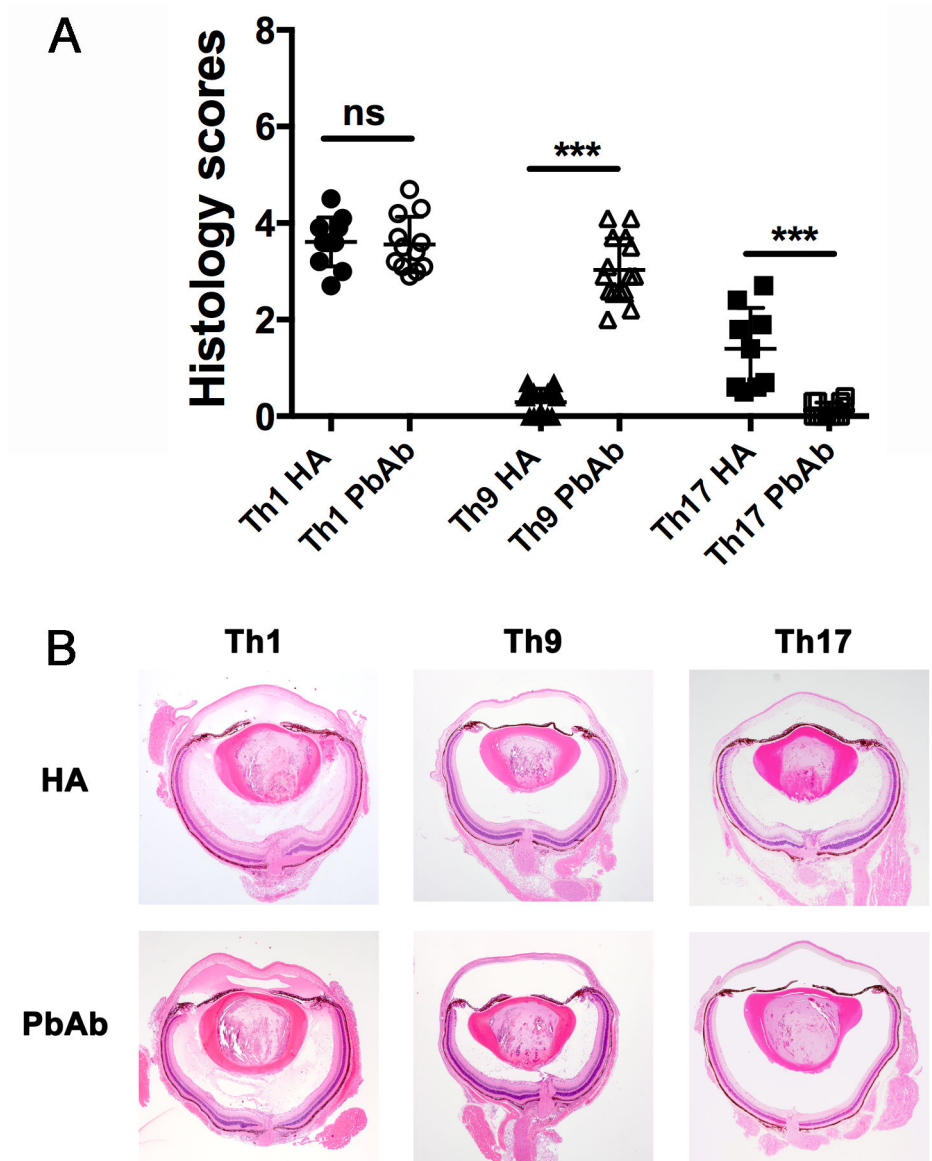 A
Histology scores
8
6
4
2
0
ns
***
***
Th1 HA
Th1 PbAb
Th9 HA
Th9 PbAb
Th17 HA
Th17 PbAb
B
Th1 Th9 Th17
HA
PbAb